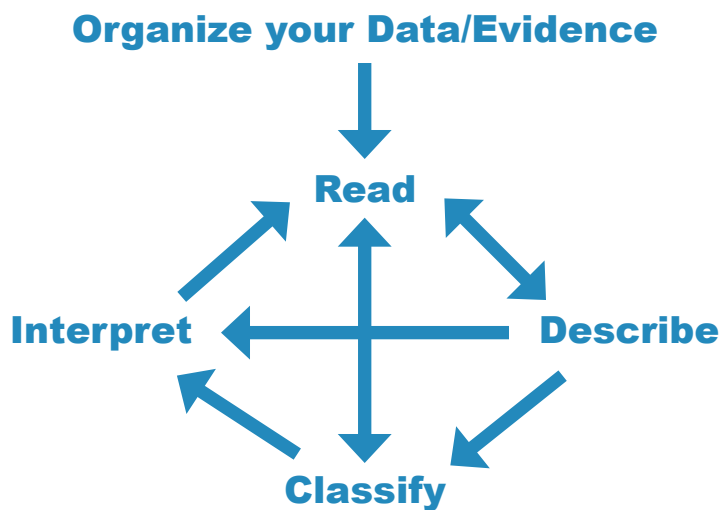 Organize your Data/Evidence
Read
Interpret
Describe
Classify